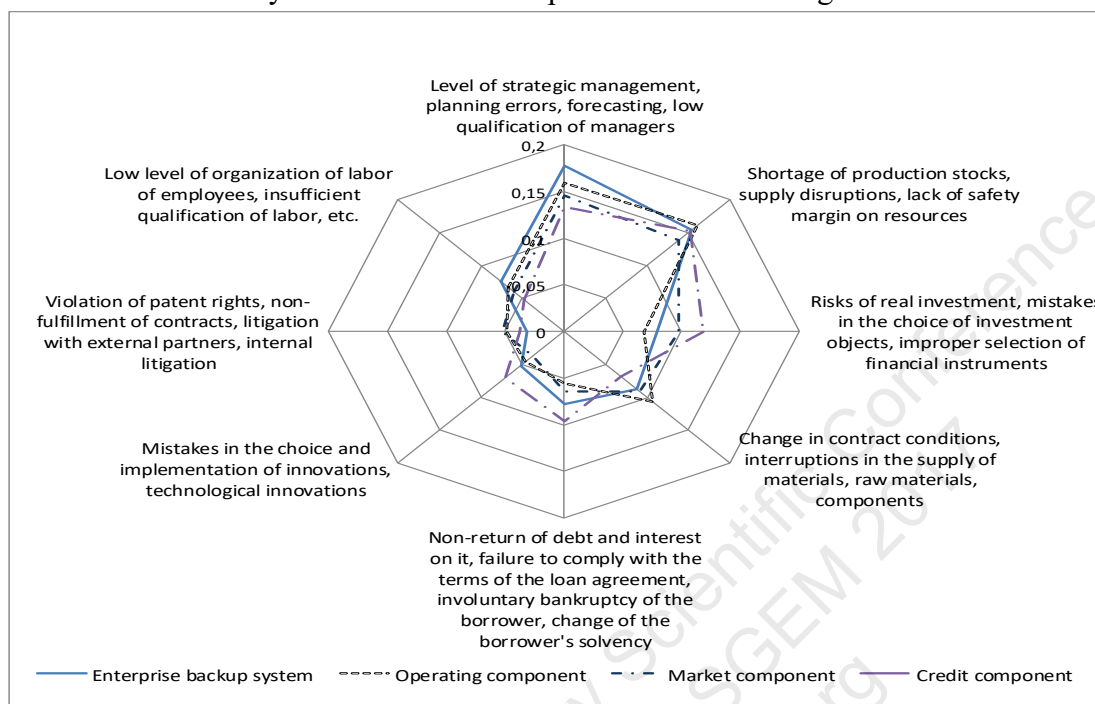 Level of strategic management,
planning errors, forecasting, low
qualification of managers
0,2
0,15
0,1
0,05
0
Shortage of production stocks,
supply disruptions, lack of safety
margin on resources
Risks of real investment, mistakes
in the choice of investment
objects, improper selection of
financial instruments
Change in contract conditions,
interruptions in the supply of
materials, raw materials,
components
Non-return of debt and interest
on it, failure to comply with the
terms of the loan agreement,
involuntary bankruptcy of the
borrower, change of the
borrower's solvency
Mistakes in the choice and
implementation of innovations,
technological innovations
Violation of patent rights, non-
fulfillment of contracts, litigation
with external partners, internal
litigation
Low level of organization of labor
of employees, insufficient
qualification of labor, etc.
Enterprise backup system
Operating component
Market component
Credit component
Scientific Conference
SGEM 2017